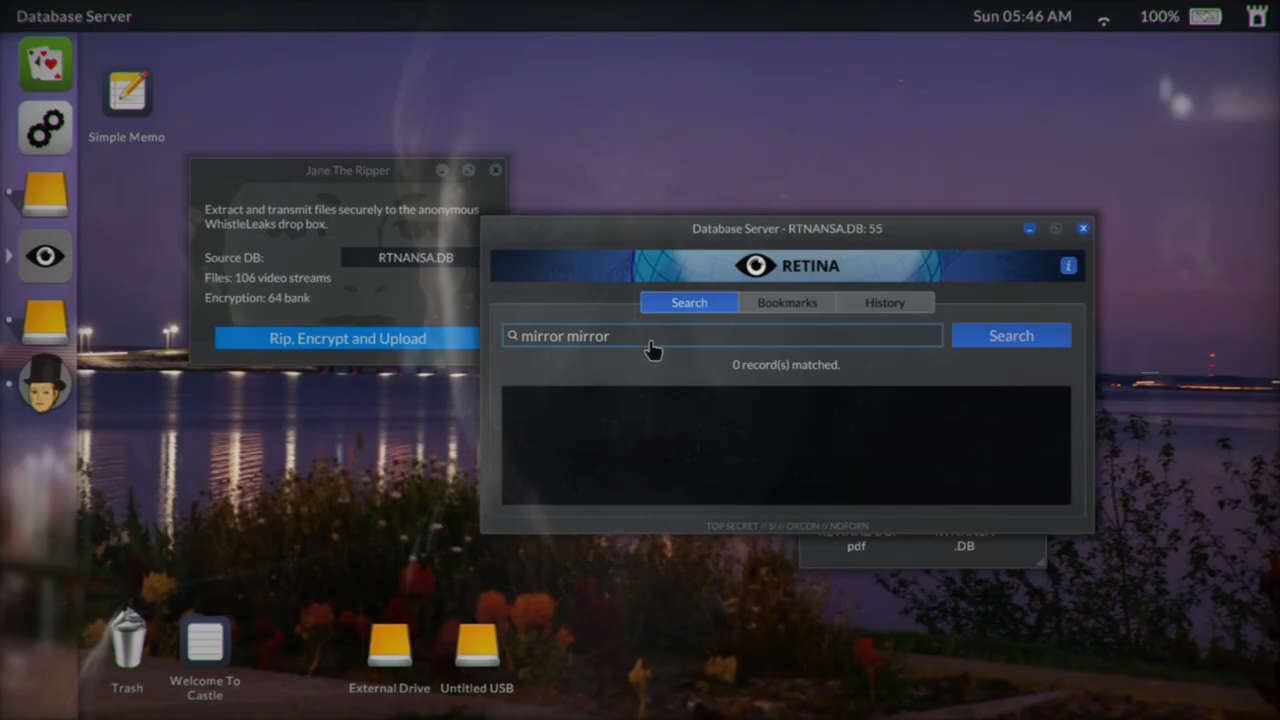 Database Server
Sun 05:46 AM
100%
Simple Memo
Jane The Ripper
Extract and transmit files securely to the anonymous
WhistleLeaks drop box.
Source DB:
RTNANSA.DB
Files: 106 video streams
Encryption: 64 bank
Rip, Encrypt and Upload
Database Server - RTNANSA.DB: 55
RETINA
i
Search
Bookmarks
History
mirror mirror
Search
0 record(s) matched.
TOP SECRET // SI // ORCON // NOFORN
pdf
.DB
Trash
Welcome To
Castle
External Drive
Untitled USB